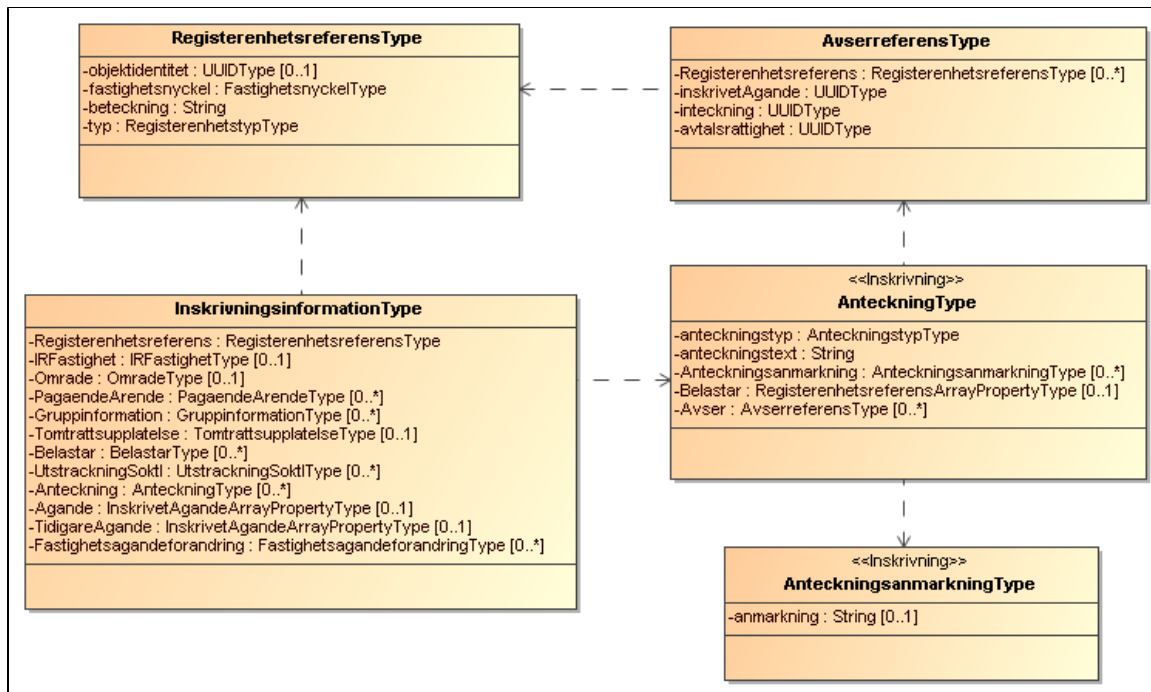 RegisterenhetsreferensType
-objektidentitet : UUIDType [0..1]
-fastighetsnyckel : FastighetsnyckelType
-beteckning : String
-typ : RegisterenhetstypType
AvserreferensType
-Registerenhetsreferens : RegisterenhetsreferensType [0..*]
-inskrivetAgande : UUIDType
-inteckning : UUIDType
-avtalsrattighet : UUIDType
InskrivningsinformationType
-Registerenhetsreferens : RegisterenhetsreferensType
-IRFastighet : IRFastighetType [0..1]
-Omrade : OmradeType [0..1]
-PagaendeArende : PagaendeArendeType [0..*]
-Gruppinformation : GruppinformationType [0..*]
-Tomtrattsupplatelse : TomtrattsupplatelseType [0..1]
-Belastar : BelastarType [0..*]
-UtstrackningSoktI : UtstrackningSoktIType [0..*]
-Anteckning : AnteckningType [0..*]
-Agande : InskrivetAgandeArrayPropertyType [0..1]
-TidigareAgande : InskrivetAgandeArrayPropertyType [0..1]
-Fastighetsagandeforandring : FastighetsagandeforandringType [0..*]
<<Inskrivning>>
AnteckningType
-anteckningstyp : AnteckningstypType
-anteckningstext : String
-Anteckningsanmarkning : AnteckningsanmarkningType [0..*]
-Belastar : RegisterenhetsreferensArrayPropertyType [0..1]
-Avser : AvserreferensType [0..*]
<<Inskrivning>>
AnteckningsanmarkningType
-anmarkning : String [0..1]